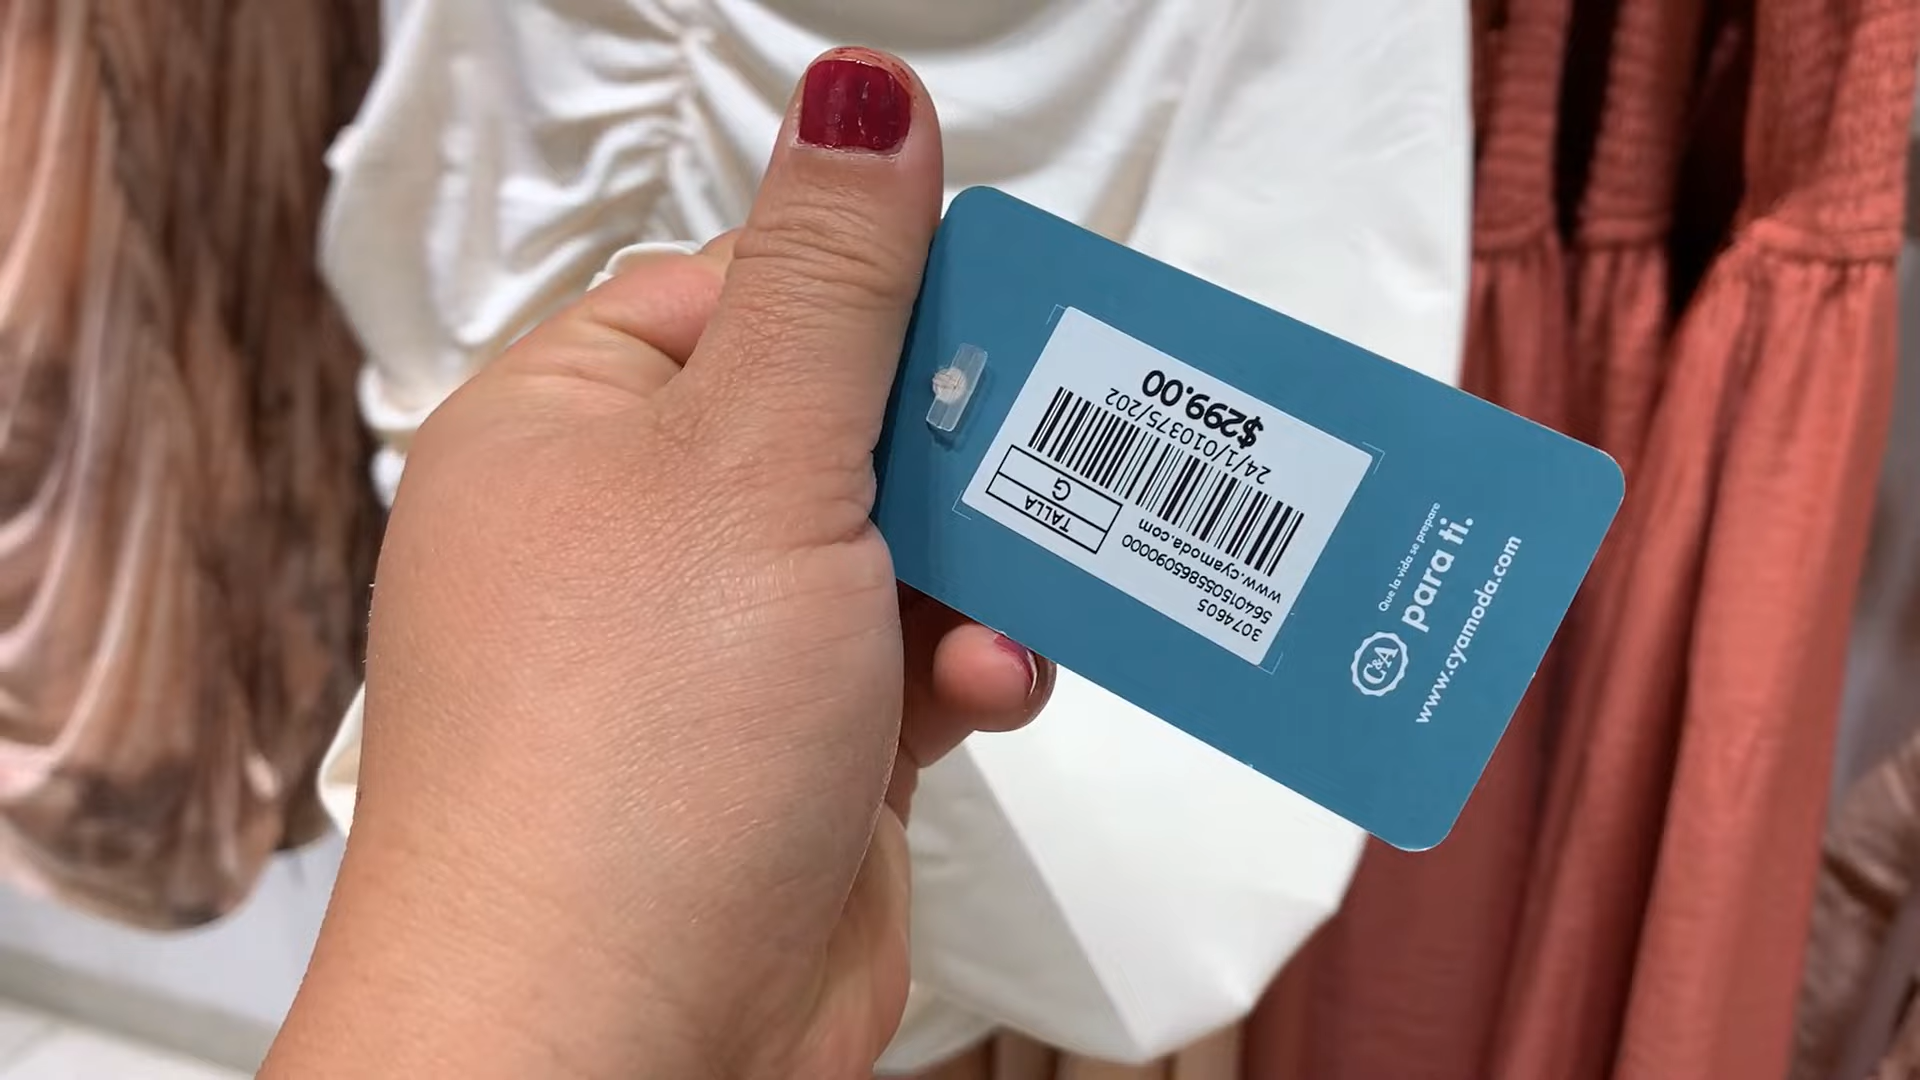 3074605
564015055865090000
www.cyamoda.com
TALLA
G
24/1/010375/202
$299.00
C&A
Que la vida se prepare
para ti.
www.cyamoda.com